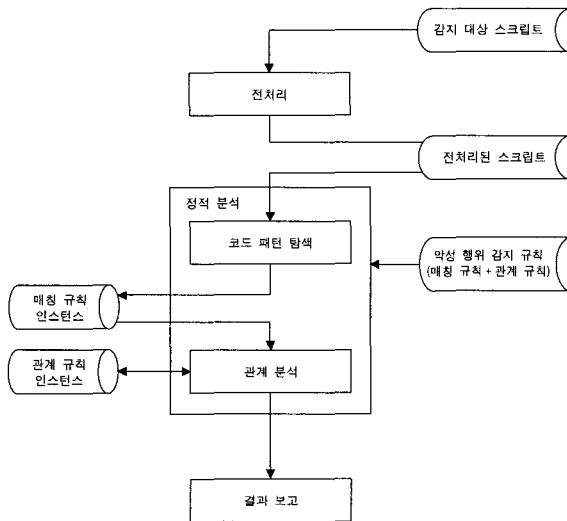 감지 대상 스크립트
전처리
전처리된 스크립트
정적 분석
코드 패턴 탐색
악성 행위 감지 규칙
(매칭 규칙 + 관계 규칙)
매칭 규칙
인스턴스
관계 규칙
인스턴스
관계 분석
결과 보고